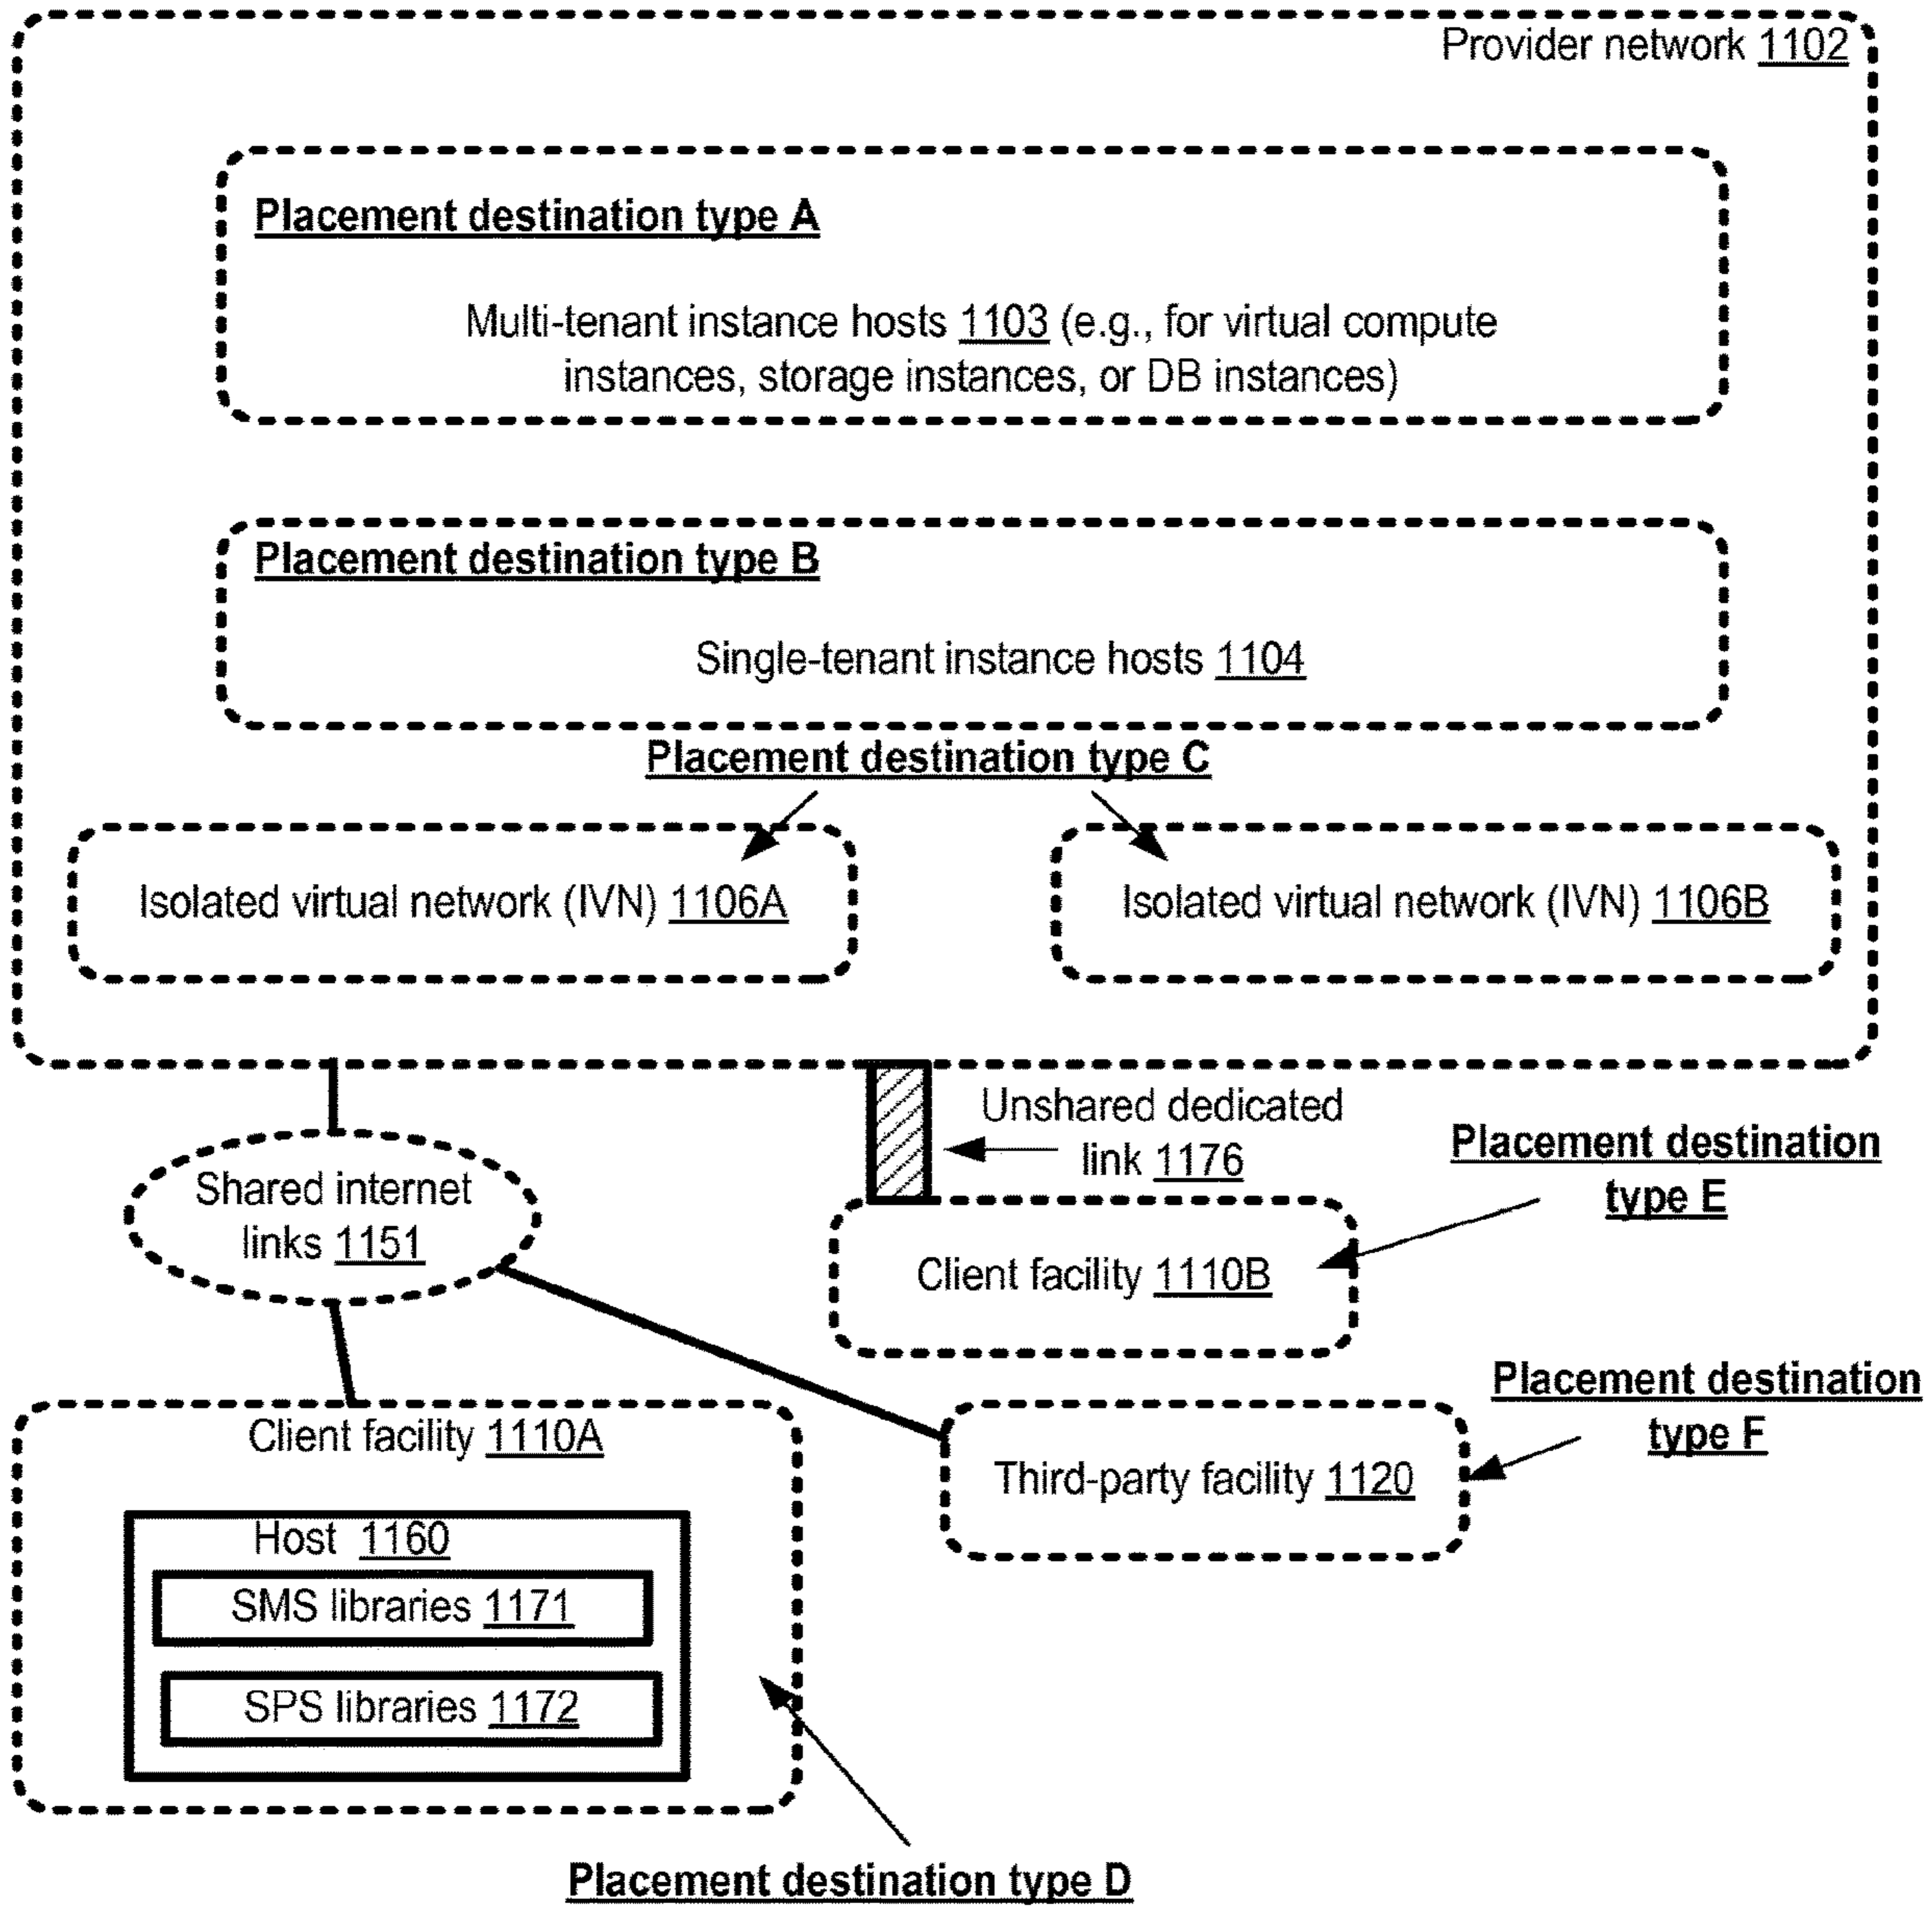 Provider network 1102
Placement destination type A
Multi-tenant instance hosts 1103 (e.g., for virtual compute
instances, storage instances, or DB instances)
Placement destination type B
Single-tenant instance hosts 1104
Placement destination type C
Isolated virtual network (IVN) 1106A
Isolated virtual network (IVN) 1106B
Unshared dedicated
link 1176
Placement destination
type E
Shared internet
links 1151
Client facility 1110B
Placement destination
type F
Client facility 1110A
Third-party facility 1120
Host 1160
SMS libraries 1171
SPS libraries 1172
Placement destination type D